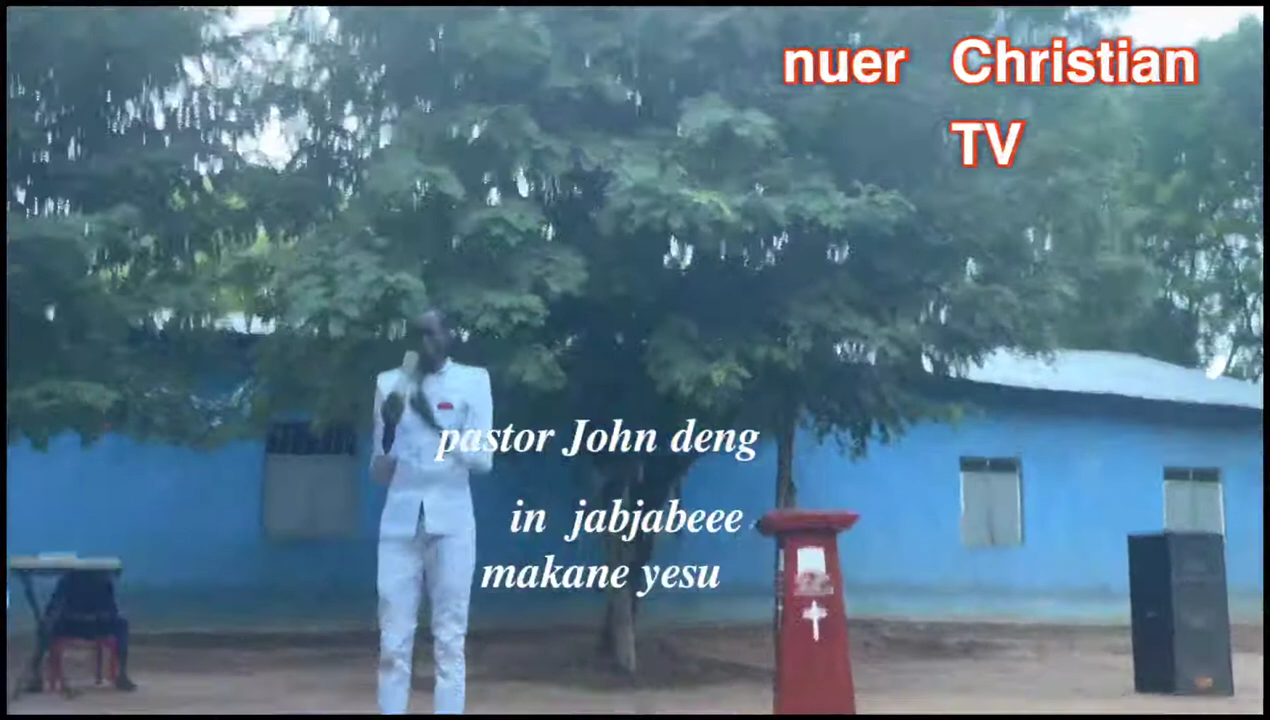 nuer Christian
TV
pastor John deng
in jabjabeee
makane yesu